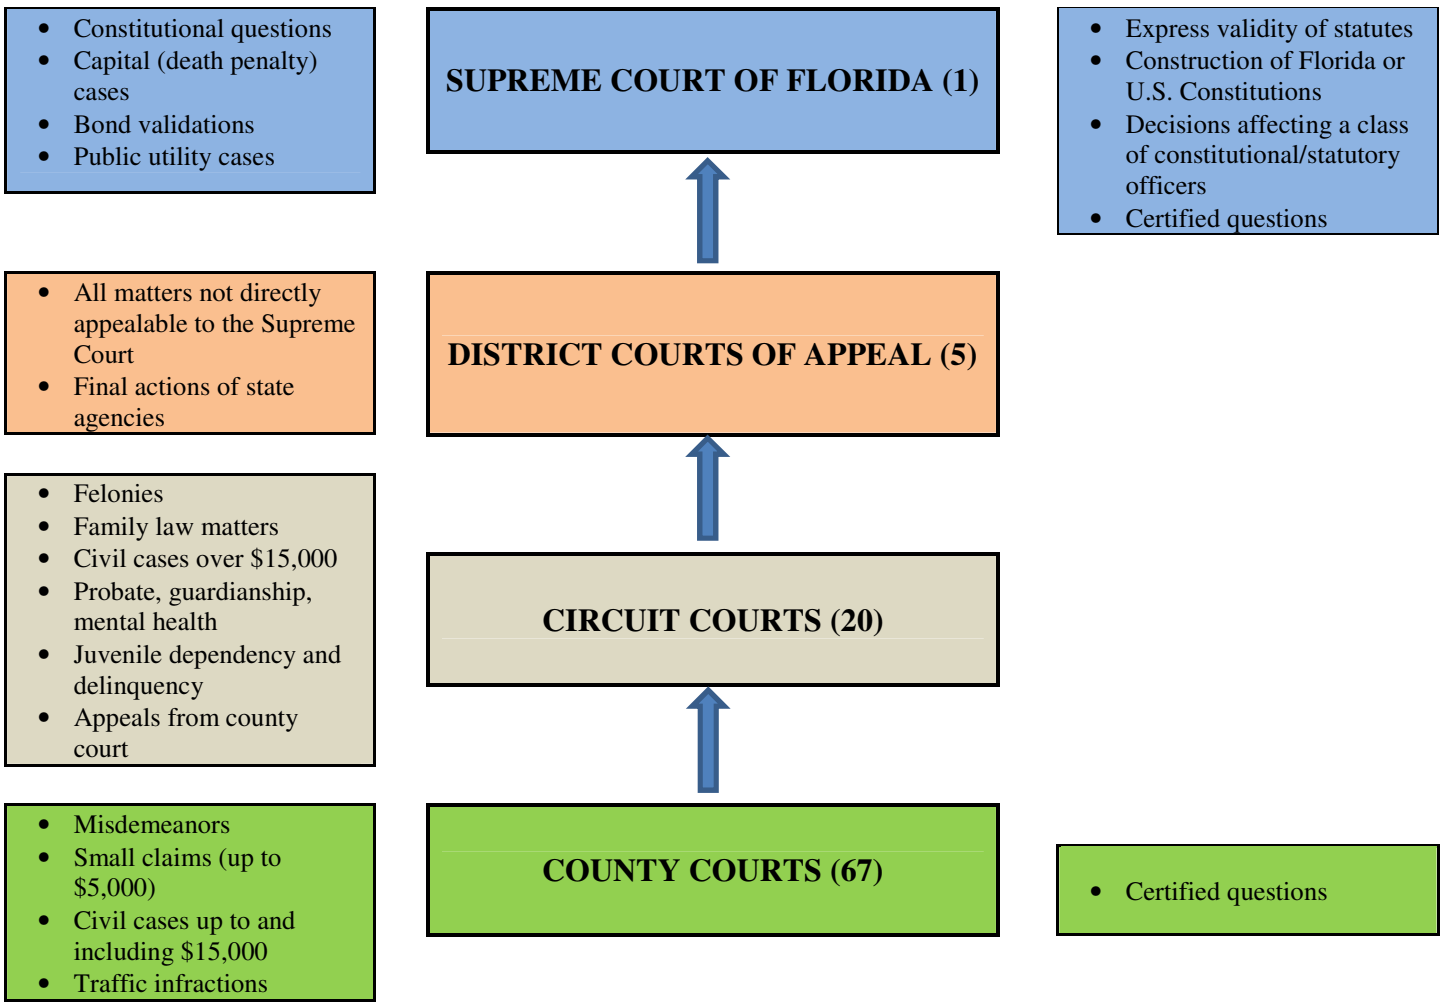 • Constitutional questions
• Capital (death penalty)
cases
• Bond validations
• Public utility cases
SUPREME COURT OF FLORIDA (1)
• Express validity of statutes
• Construction of Florida or
U.S. Constitutions
• Decisions affecting a class
of constitutional/statutory
officers
• Certified questions
• All matters not directly
appealable to the Supreme
Court
• Final actions of state
agencies
DISTRICT COURTS OF APPEAL (5)
• Felonies
• Family law matters
• Civil cases over $15,000
• Probate, guardianship,
mental health
• Juvenile dependency and
delinquency
• Appeals from county
court
CIRCUIT COURTS (20)
• Misdemeanors
• Small claims (up to
$5,000)
• Civil cases up to and
including $15,000
• Traffic infractions
COUNTY COURTS (67)
• Certified questions